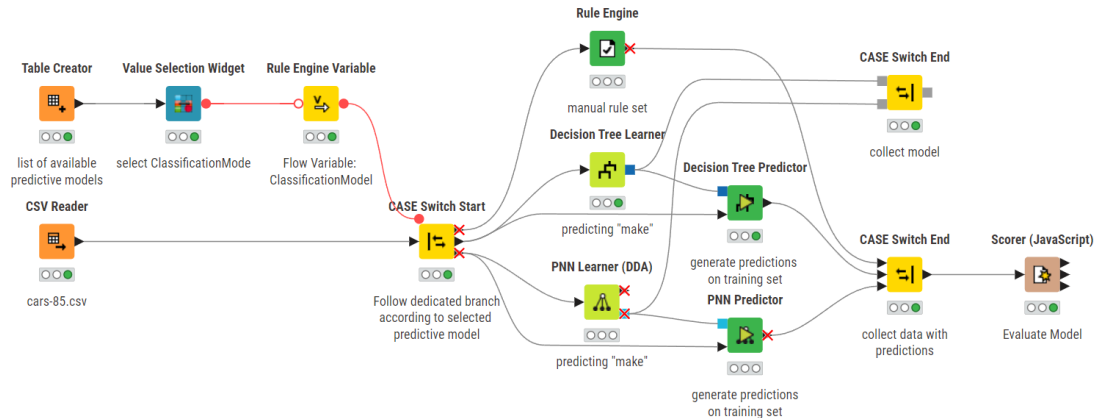 Rule Engine
manual rule set
Table Creator
list of available
predictive models
Value Selection Widget
select ClassificationMode
Rule Engine Variable
V
Flow Variable:
ClassificationModel
CASE Switch End
collect model
Decision Tree Learner
predicting "make"
Decision Tree Predictor
generate predictions
on training set
CSV Reader
cars-85.csv
CASE Switch Start
Follow dedicated branch
according to selected
predictive model
PNN Learner (DDA)
predicting "make"
PNN Predictor
generate predictions
on training set
CASE Switch End
collect data with
predictions
Scorer (JavaScript)
Evaluate Model